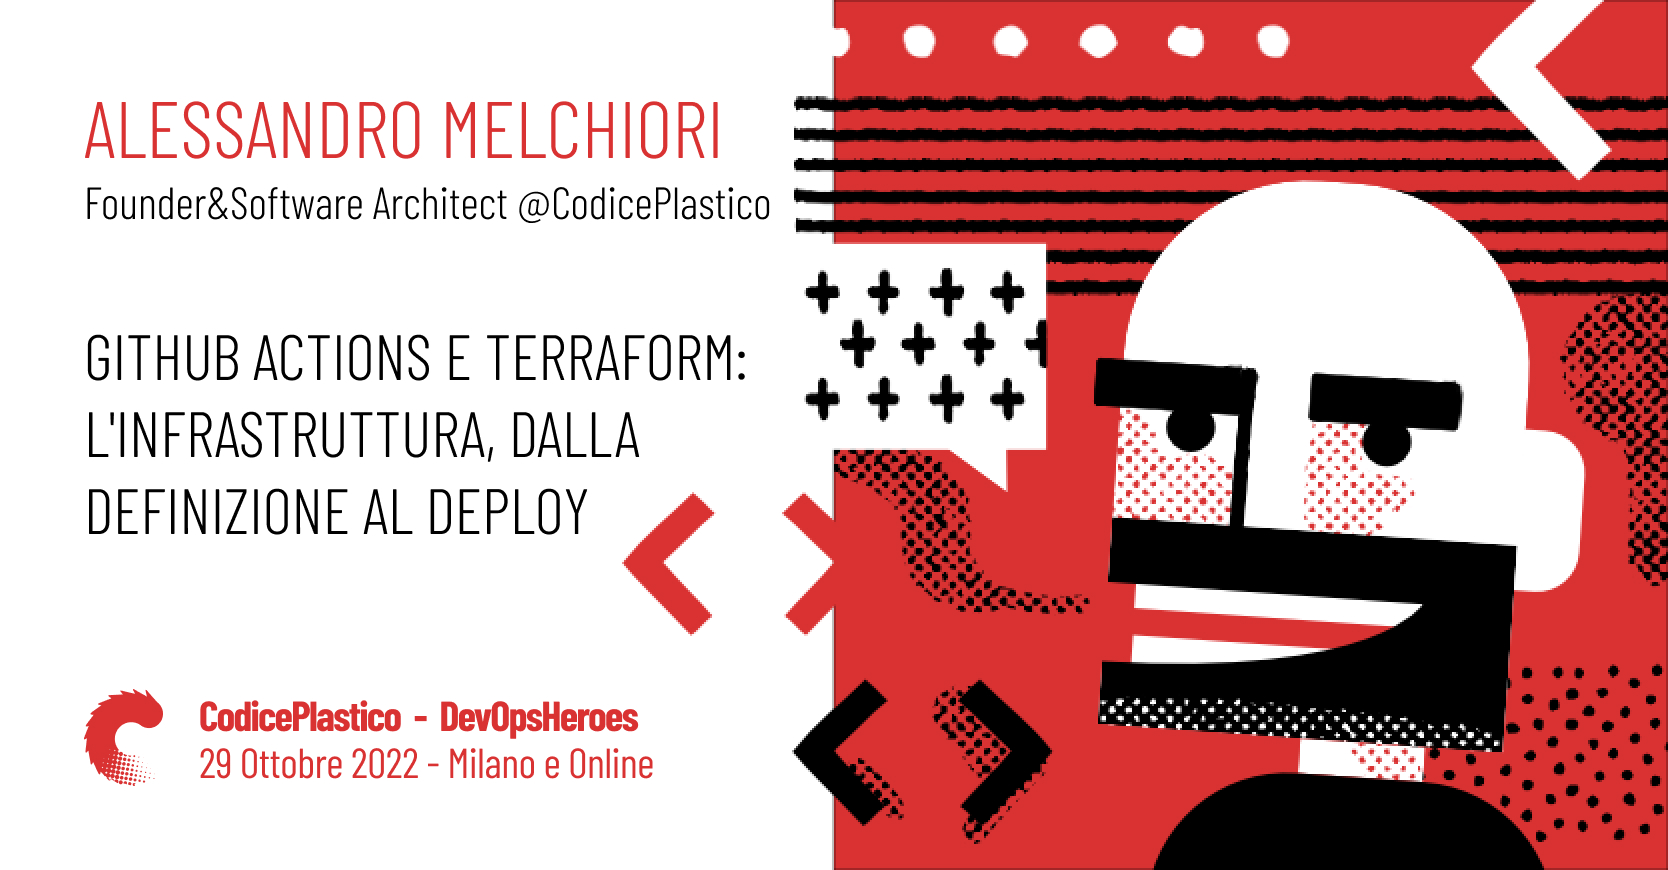 ALESSANDRO MELCHIORI
Founder&Software Architect @CodicePlastico
GITHUB ACTIONS E TERRAFORM:
L'INFRASTRUTTURA, DALLA
DEFINIZIONE AL DEPLOY
CodicePlastico - DevOpsHeroes
29 Ottobre 2022 - Milano e Online